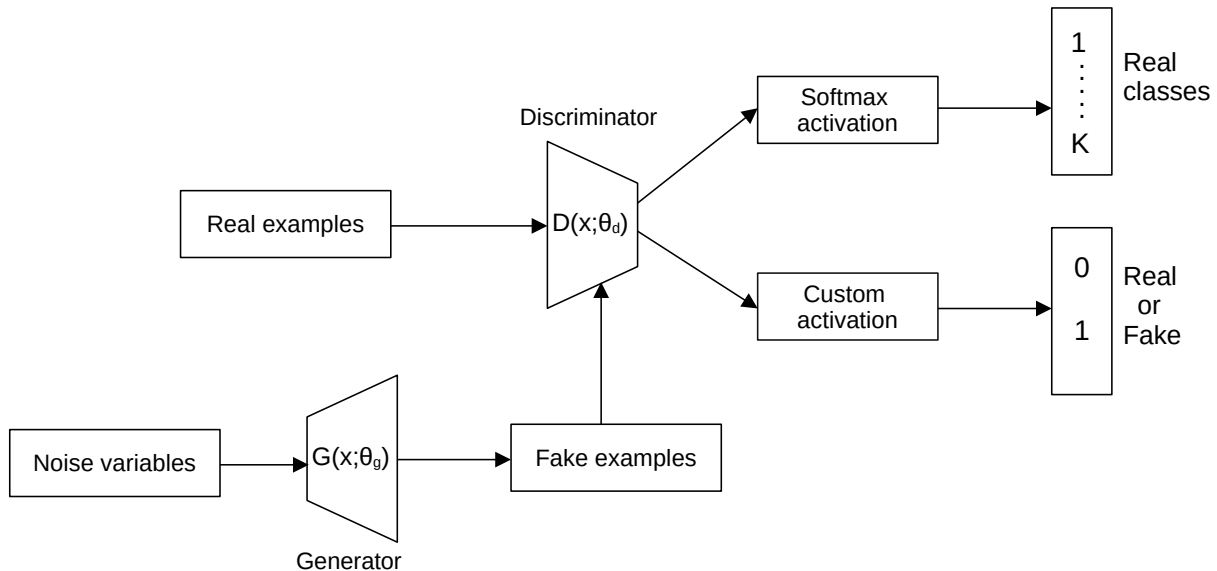 1
.
.
.
.
.
K
Real
classes
Softmax
activation
Discriminator
Real examples
D(x;θd)
Custom
activation
0
1
Real
or
Fake
Noise variables
G(x;θg)
Fake examples
Generator